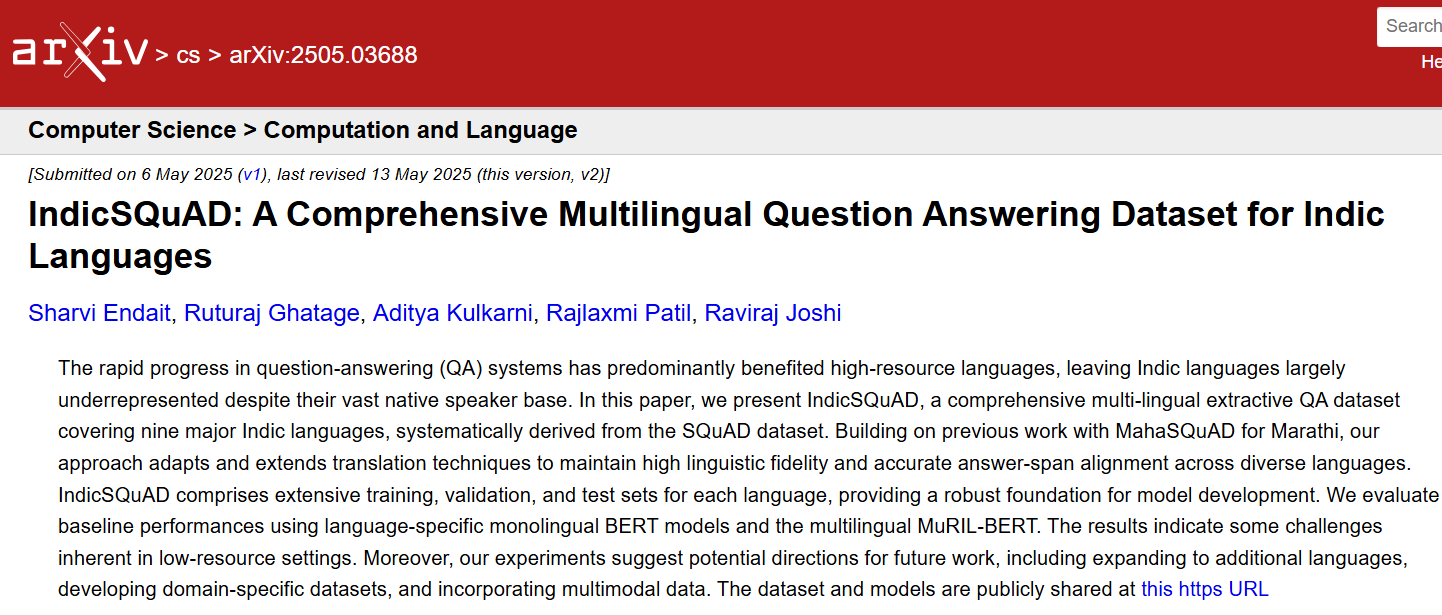 arXiv > cs > arXiv:2505.03688
Search
He
Computer Science > Computation and Language
[Submitted on 6 May 2025 (v1), last revised 13 May 2025 (this version, v2)]
IndicSQuAD: A Comprehensive Multilingual Question Answering Dataset for Indic
Languages
Sharvi Endait, Ruturaj Ghatage, Aditya Kulkarni, Rajlaxmi Patil, Raviraj Joshi
The rapid progress in question-answering (QA) systems has predominantly benefited high-resource languages, leaving Indic languages largely
underrepresented despite their vast native speaker base. In this paper, we present IndicSQuAD, a comprehensive multi-lingual extractive QA dataset
covering nine major Indic languages, systematically derived from the SQuAD dataset. Building on previous work with MahaSQuAD for Marathi, our
approach adapts and extends translation techniques to maintain high linguistic fidelity and accurate answer-span alignment across diverse languages.
IndicSQuAD comprises extensive training, validation, and test sets for each language, providing a robust foundation for model development. We evaluate
baseline performances using language-specific monolingual BERT models and the multilingual MuRIL-BERT. The results indicate some challenges
inherent in low-resource settings. Moreover, our experiments suggest potential directions for future work, including expanding to additional languages,
developing domain-specific datasets, and incorporating multimodal data. The dataset and models are publicly shared at this https URL